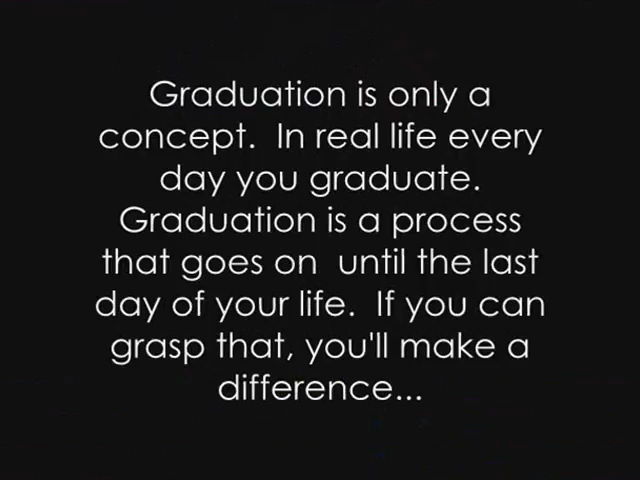 Graduation is only a
concept.  In real life every
day you graduate.
Graduation is a process
that goes on  until the last
day of your life.  If you can
grasp that, you'll make a
difference...